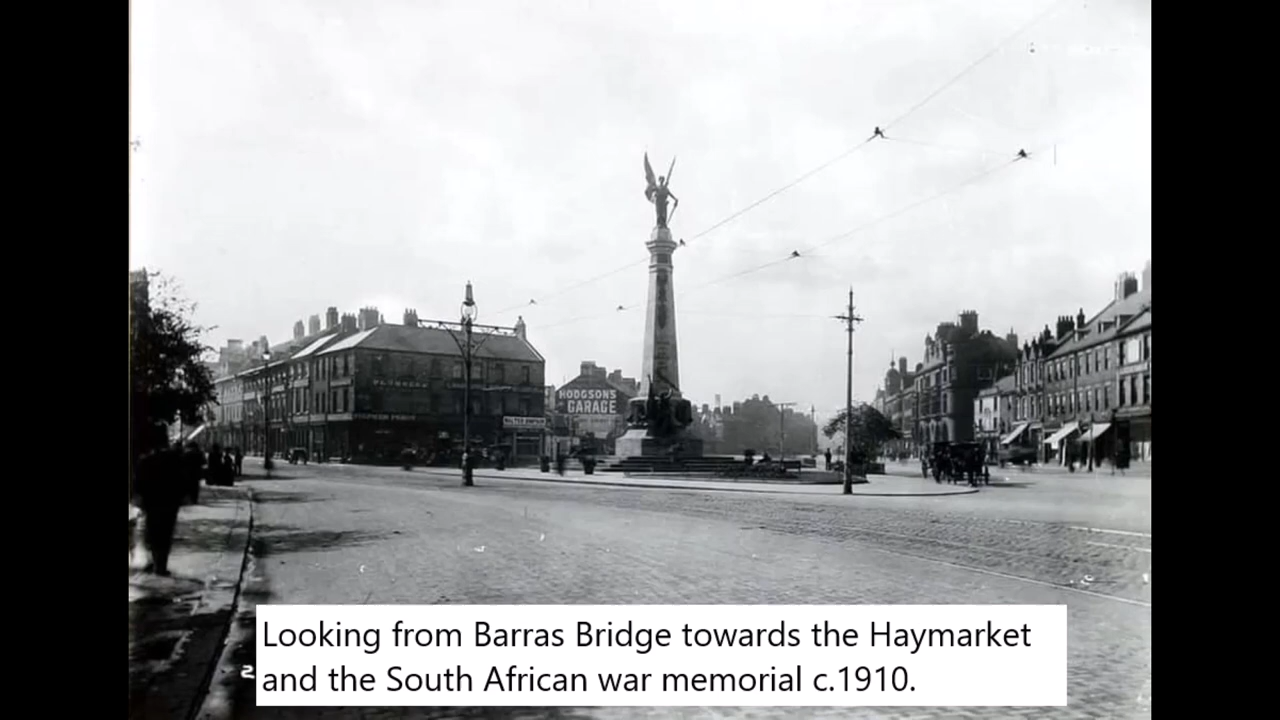 HODGSONS
GARAGE
Looking from Barras Bridge towards the Haymarket
and the South African war memorial c.1910.